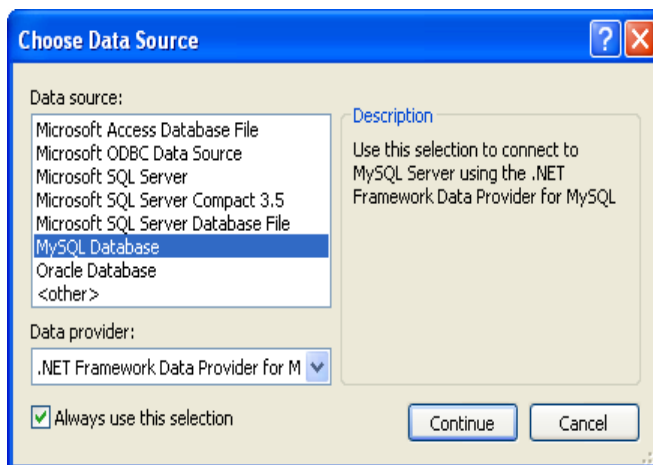 Choose Data Source
?
X
Data source:
Microsoft Access Database File
Microsoft ODBC Data Source
Microsoft SQL Server
Microsoft SQL Server Compact 3.5
Microsoft SQL Server Database File
MySQL Database
Oracle Database
<other>
Description
Use this selection to connect to
MySQL Server using the .NET
Framework Data Provider for MySQL
Data provider:
.NET Framework Data Provider for M
Always use this selection
Continue
Cancel